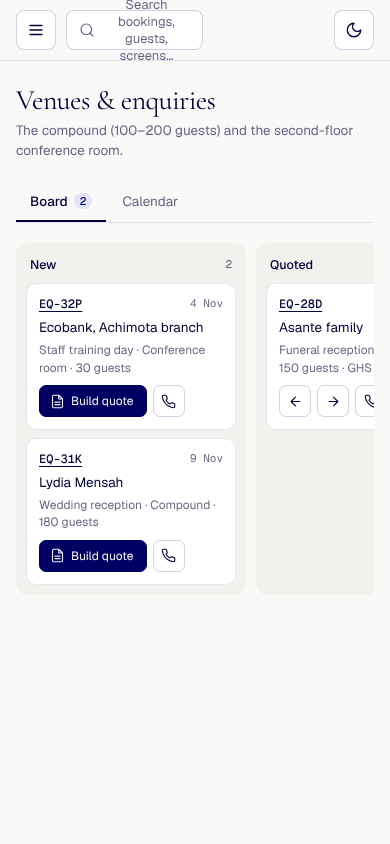 Search
bookings,
guests,
screens…
Venues & enquiries
The compound (100–200 guests) and the second-floor
conference room.
Board 2
Calendar
New 2
EQ-32P 4 Nov
Ecobank, Achimota branch
Staff training day · Conference
room · 30 guests
Build quote
EQ-31K 9 Nov
Lydia Mensah
Wedding reception · Compound ·
180 guests
Build quote
Quoted
EQ-28D
Asante family
Funeral reception
150 guests · GHS